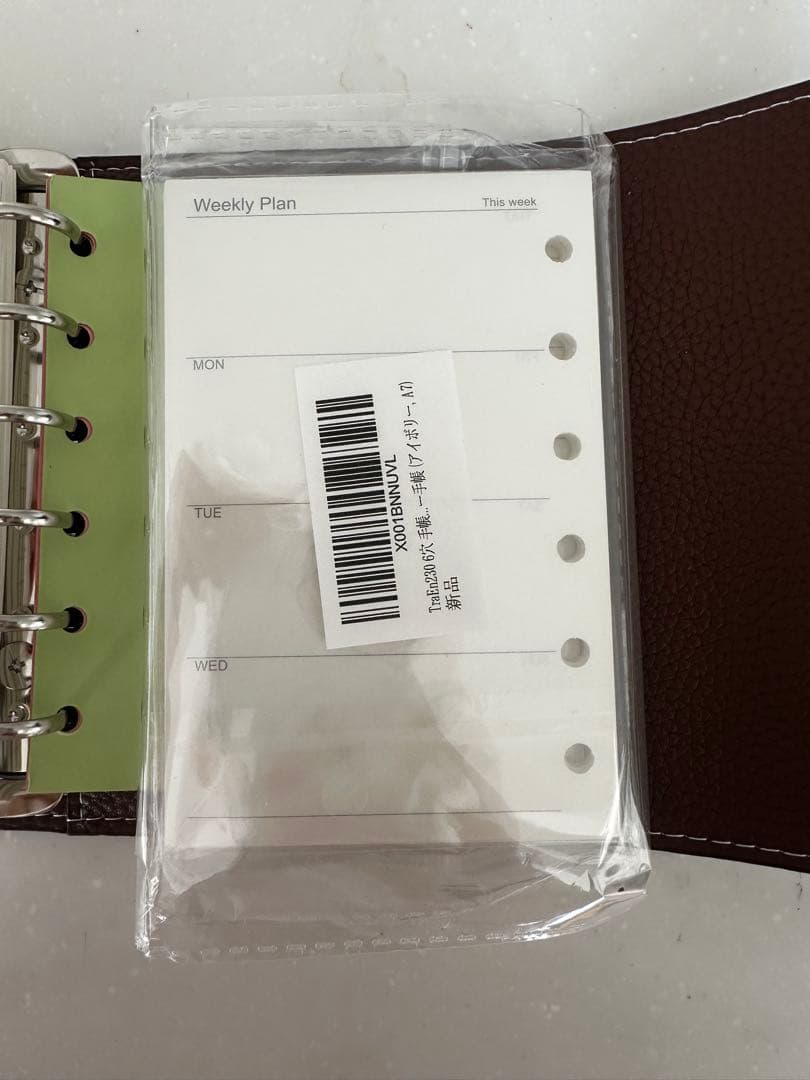 Weekly Plan
This week
MON
TUE
WED
X001BNNUVL
TraEn230 6穴 手帳... ー手帳 (アイボリー, A7)
新品